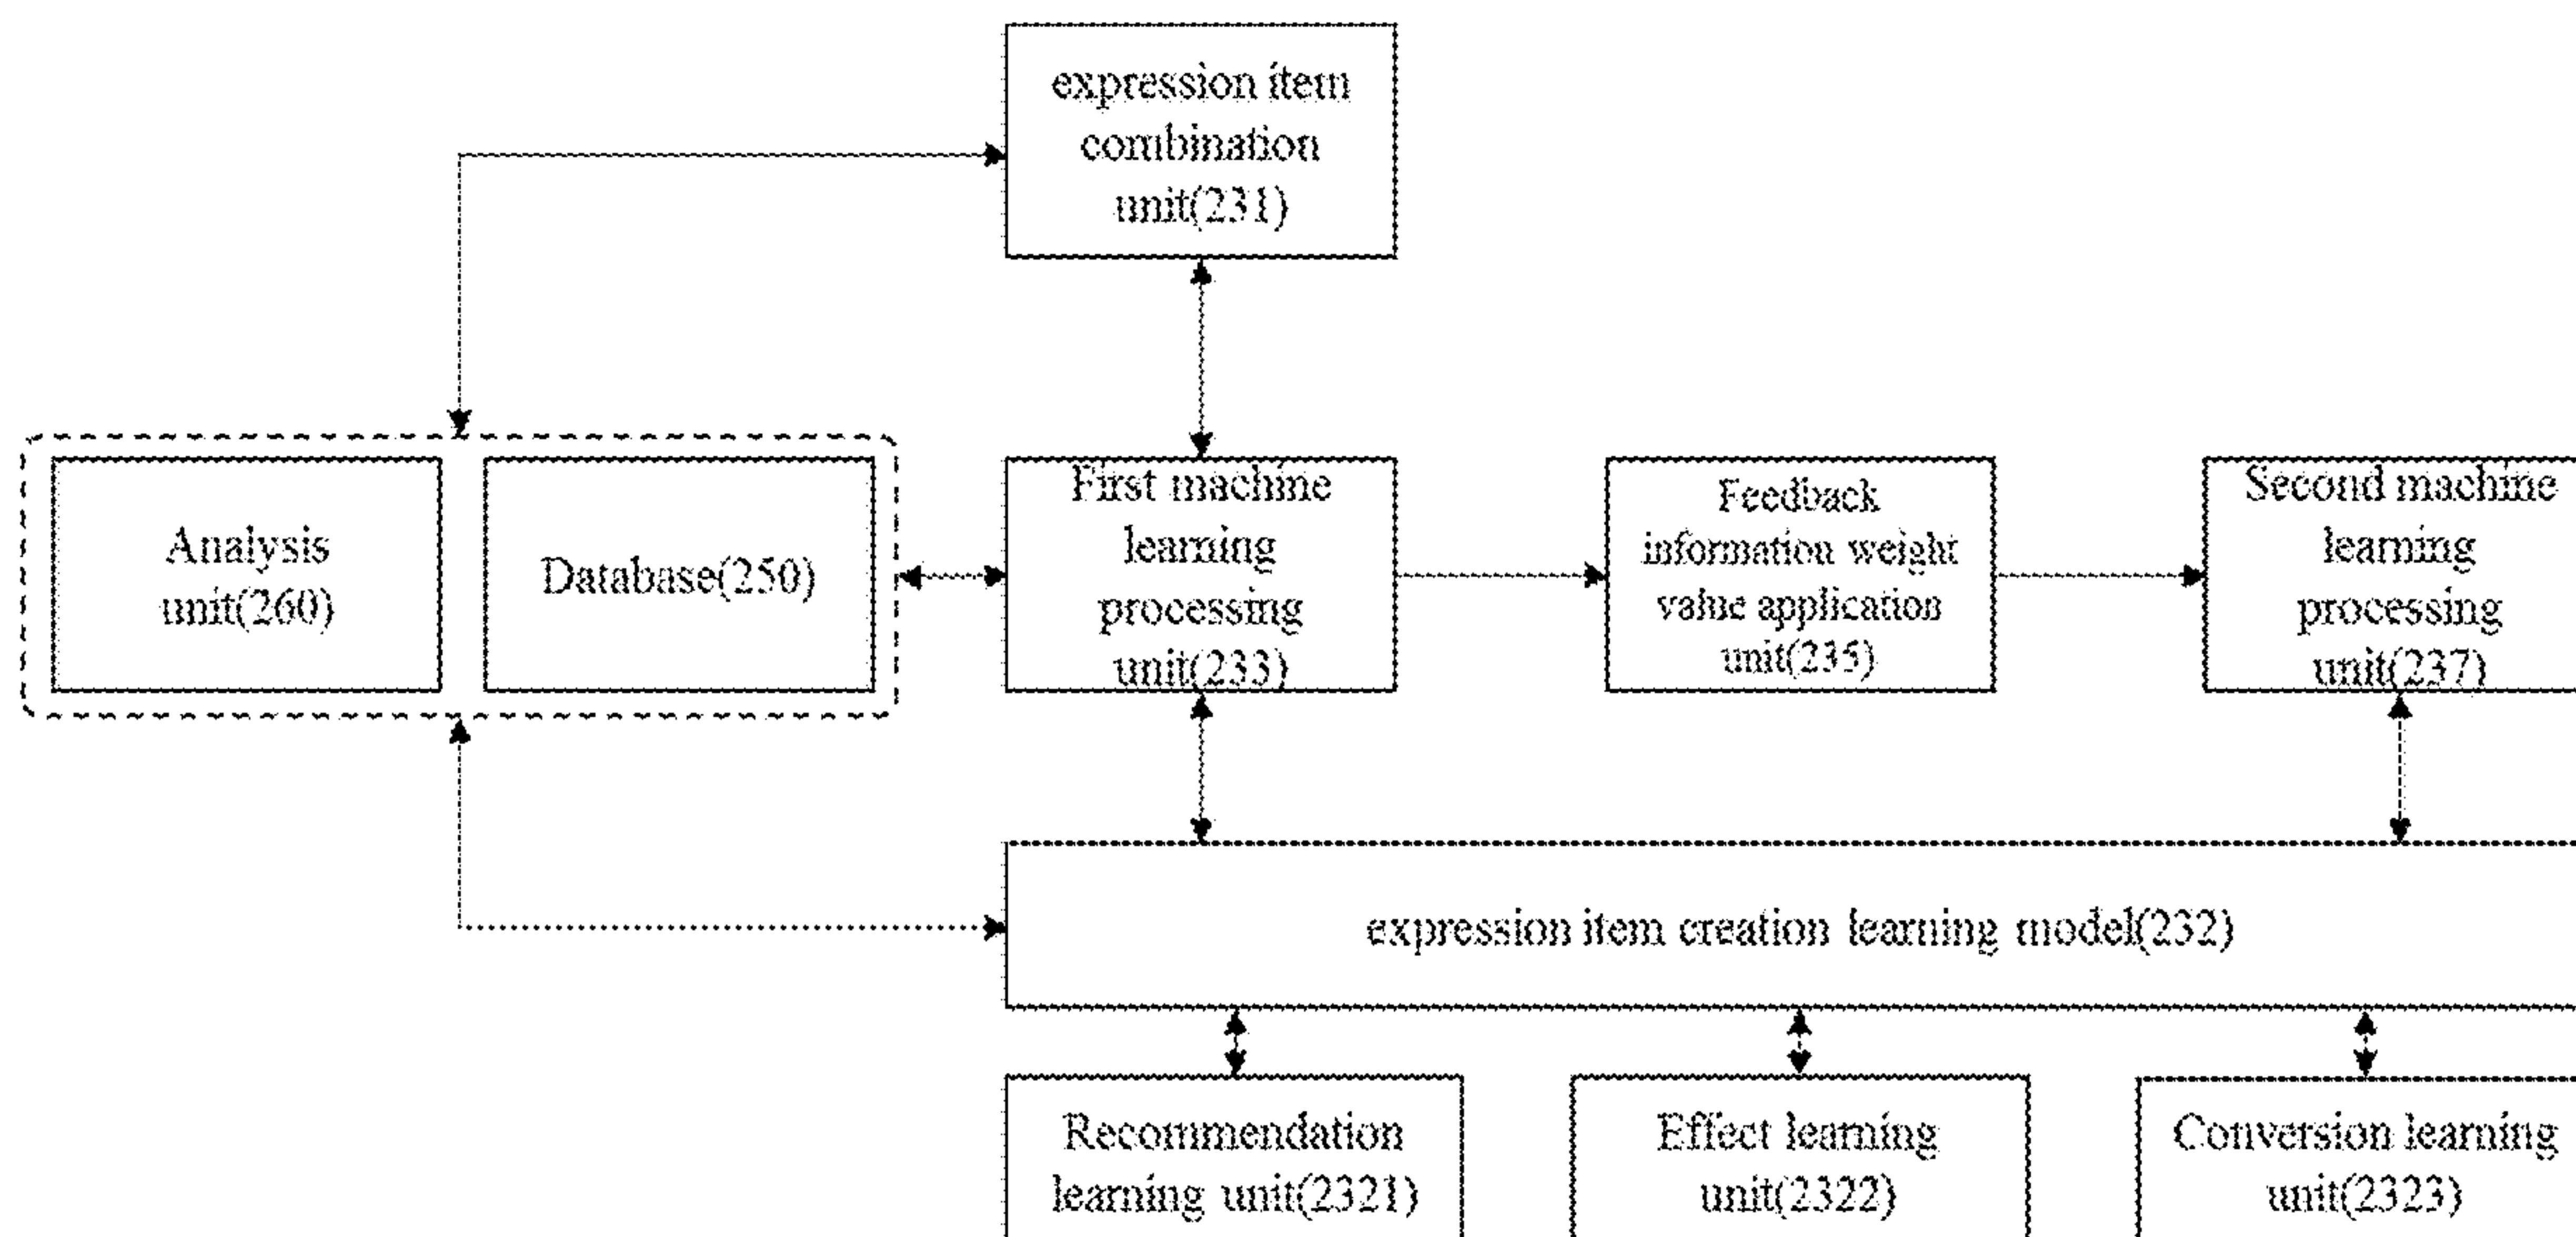 expression item
combination
unit(231)
Analysis
unit(260)
Database(250)
First machine
learning
processing
unit(233)
Feedback
information weight
value application
unit(235)
Second machine
learning
processing
unit(237)
expression item creation learning model(232)
Recommendation
learning unit(2321)
Effect learning
unit(2322)
Conversion learning
unit(2323)